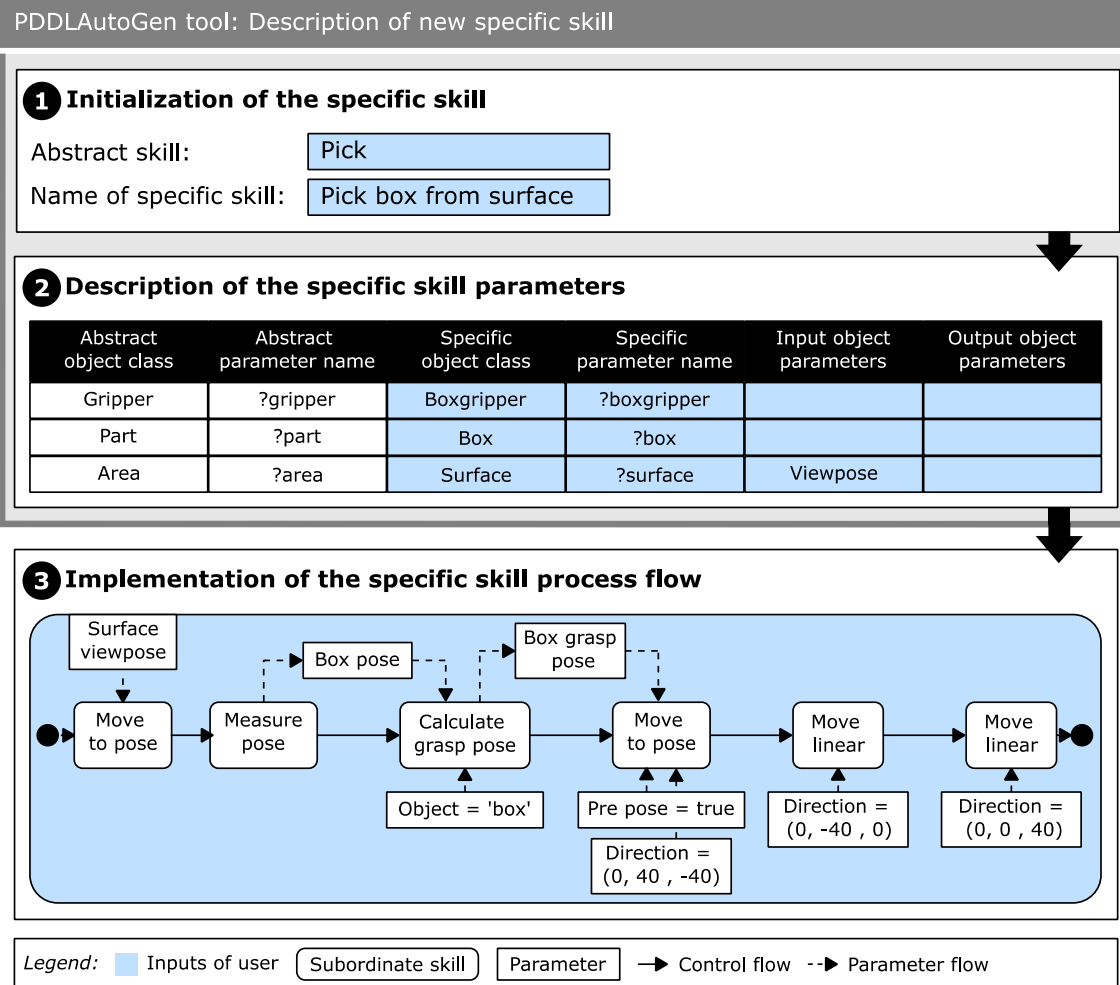 PDDLAutoGen tool: Description of new specific skill
1 Initialization of the specific skill
Abstract skill: Pick
Name of specific skill: Pick box from surface
2 Description of the specific skill parameters
Abstract object class
Abstract parameter name
Specific object class
Specific parameter name
Input object parameters
Output object parameters
Gripper ?gripper Boxgripper ?boxgripper
Part ?part Box ?box
Area ?area Surface ?surface Viewpose
3 Implementation of the specific skill process flow
Surface
viewpose
Box pose
Box grasp
pose
Move
to pose
Measure
pose
Calculate
grasp pose
Move
to pose
Move
linear
Move
linear
Object = 'box'
Pre pose = true
Direction =
(0, 40 , -40)
Direction =
(0, -40 , 0)
Direction =
(0, 0 , 40)
Legend: Inputs of user Subordinate skill Parameter Control flow Parameter flow